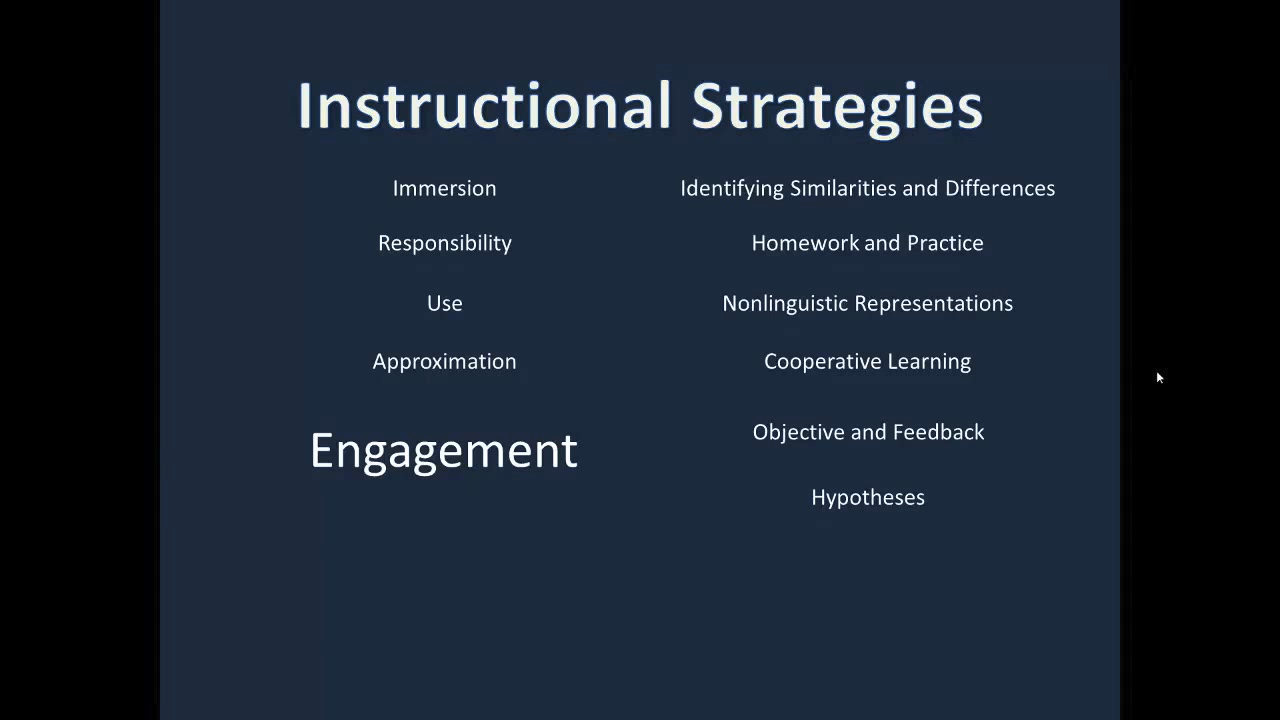 Instructional Strategies
Immersion
Responsibility
Use
Approximation
Engagement
Identifying Similarities and Differences
Homework and Practice
Nonlinguistic Representations
Cooperative Learning
Objective and Feedback
Hypotheses